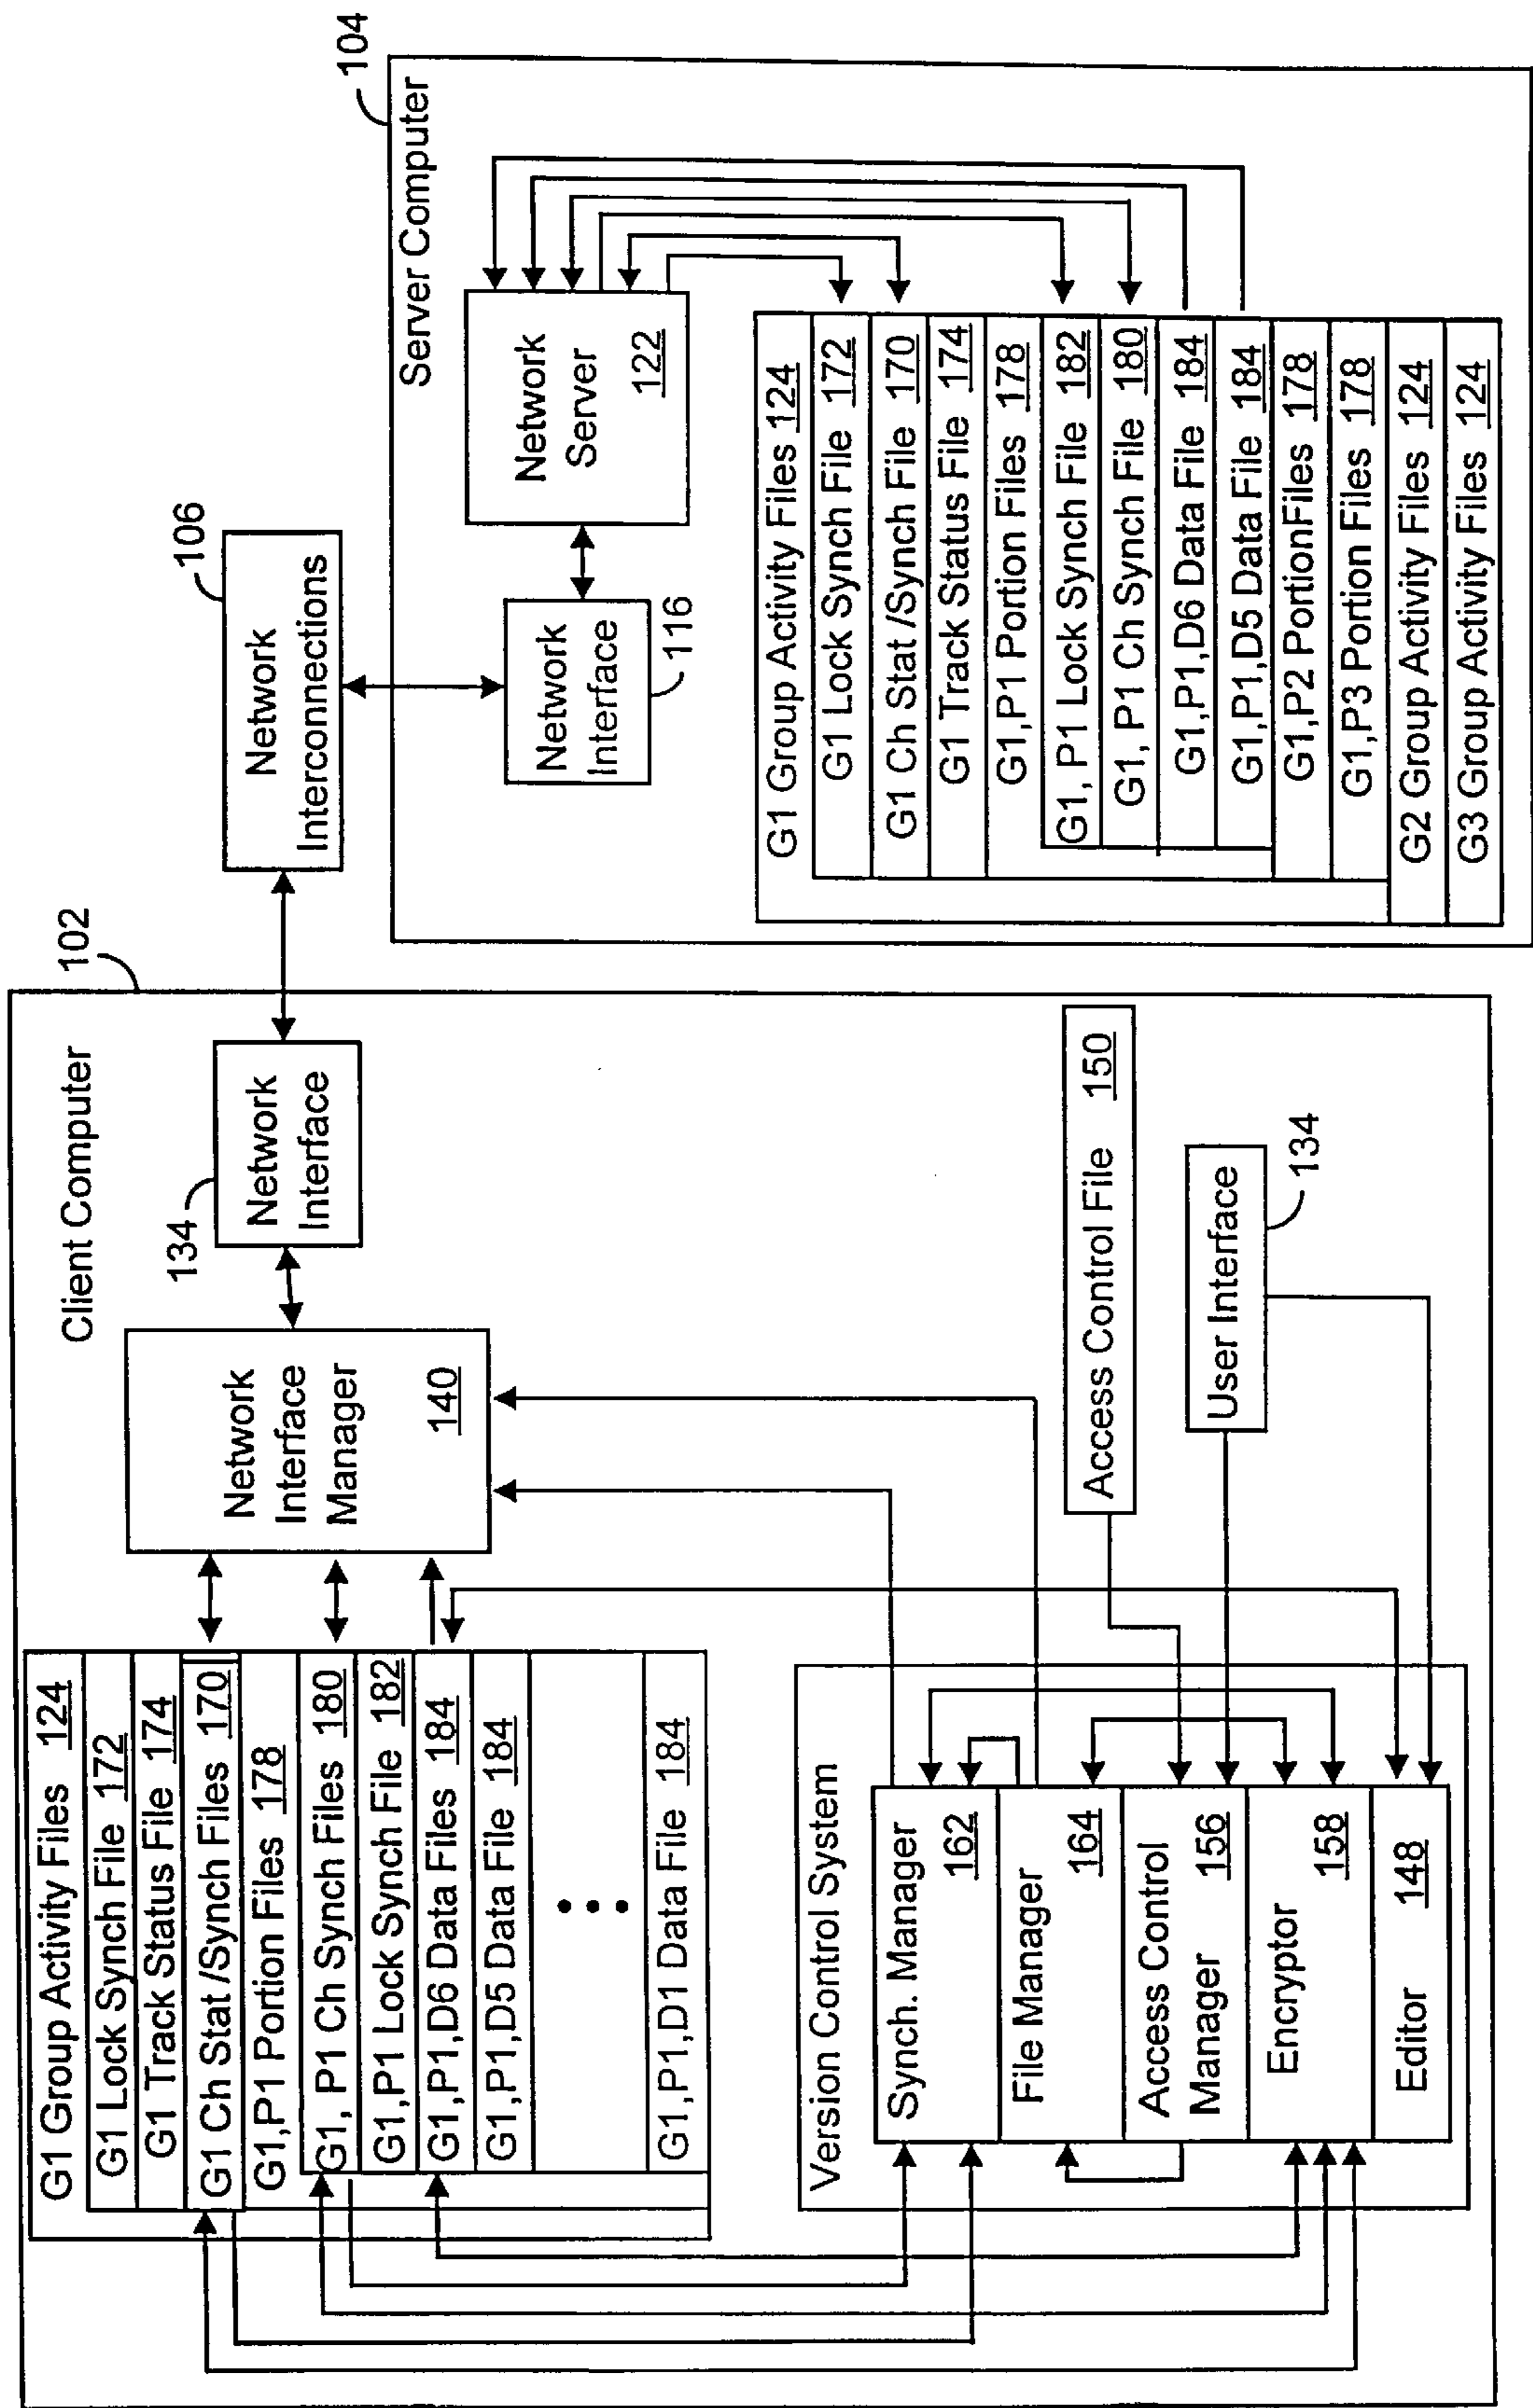 Client Computer
102
G1 Group Activity Files 124
G1 Lock Synch File 172
G1 Track Status File 174
G1 Ch Stat /Synch Files 170
G1,P1 Portion Files 178
G1, P1 Ch Synch Files 180
G1,P1 Lock Synch File 182
G1,P1,D6 Data Files 184
G1,P1,D5 Data File 184
G1,P1,D1 Data File 184
Network
Interface
Manager
140
134
Network
Interface
Version Control System
Synch. Manager
162
File Manager
164
Access Control
Manager 156
Encryptor
158
Editor 148
Access Control File 150
User Interface
134
Network
Interconnections
106
104
Server Computer
Network
Interface
116
Network
Server
122
G1 Group Activity Files 124
G1 Lock Synch File 172
G1 Ch Stat /Synch File 170
G1 Track Status File 174
G1,P1 Portion Files 178
G1, P1 Lock Synch File 182
G1, P1 Ch Synch File 180
G1,P1,D6 Data File 184
G1,P1,D5 Data File 184
G1,P2 PortionFiles 178
G1,P3 Portion Files 178
G2 Group Activity Files 124
G3 Group Activity Files 124